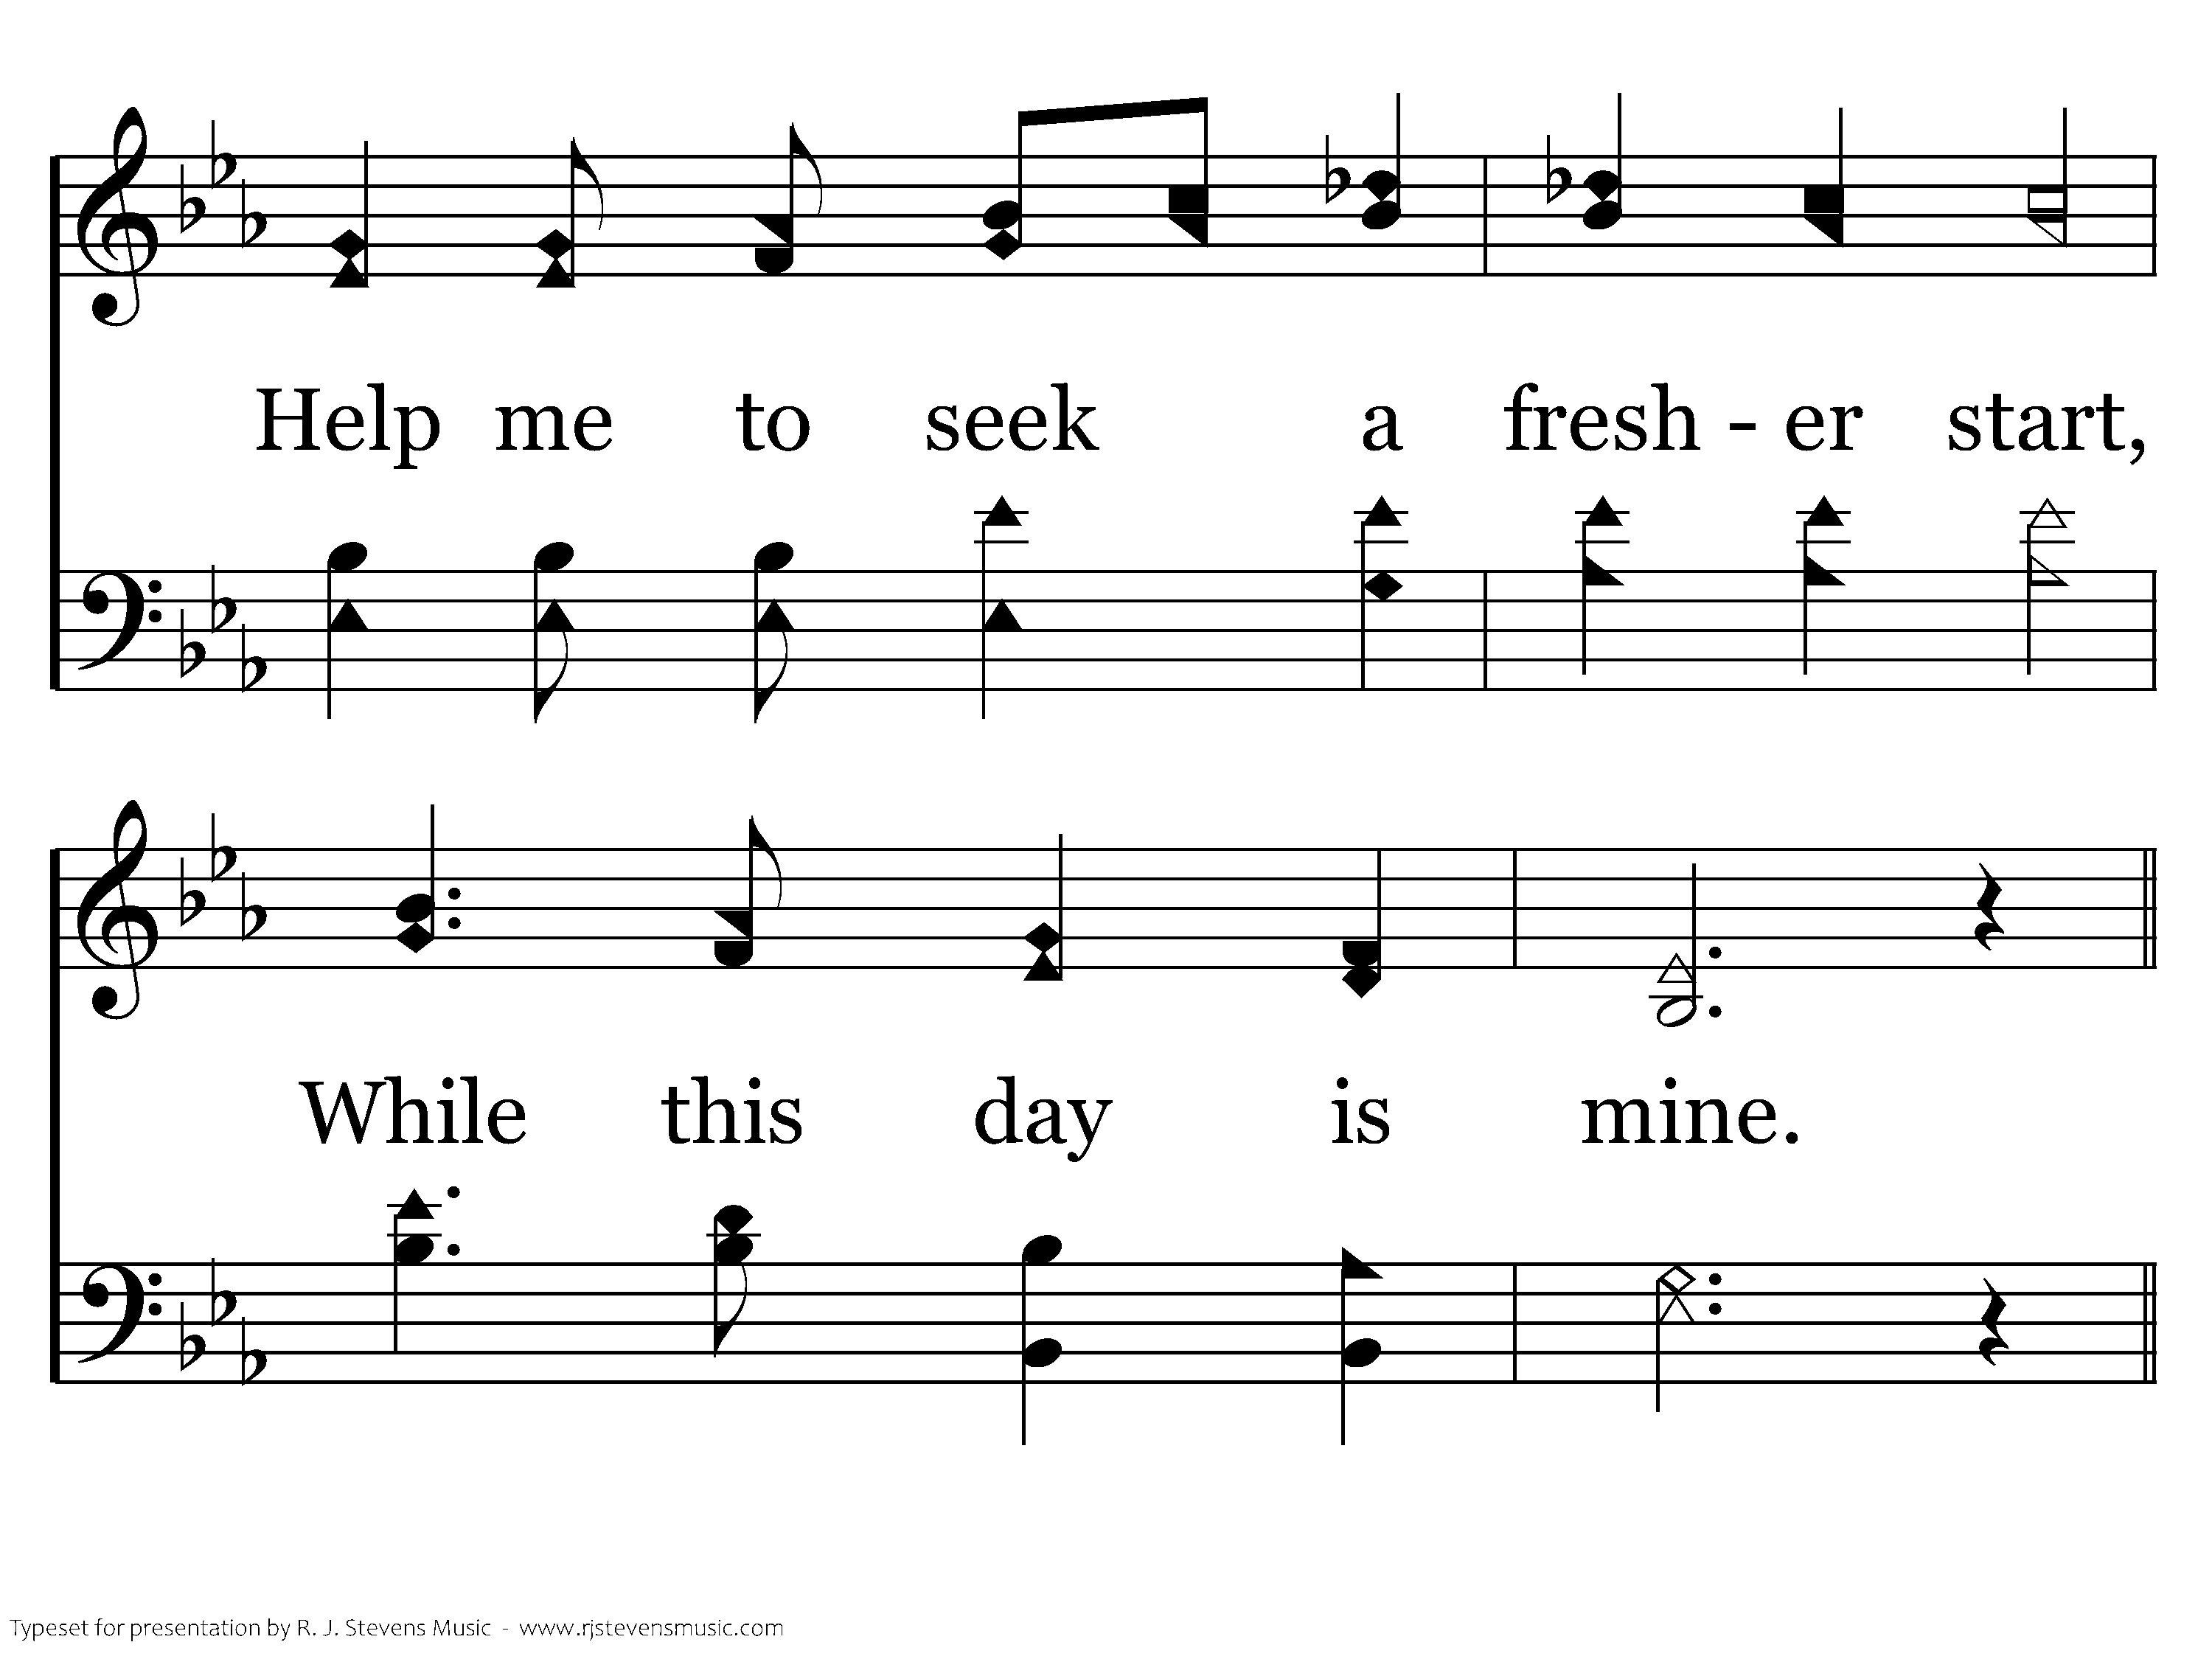 Help me to seek a fresh - er start,
While this day is mine.
Typeset for presentation by R. J. Stevens Music - www.rjstevensmusic.com